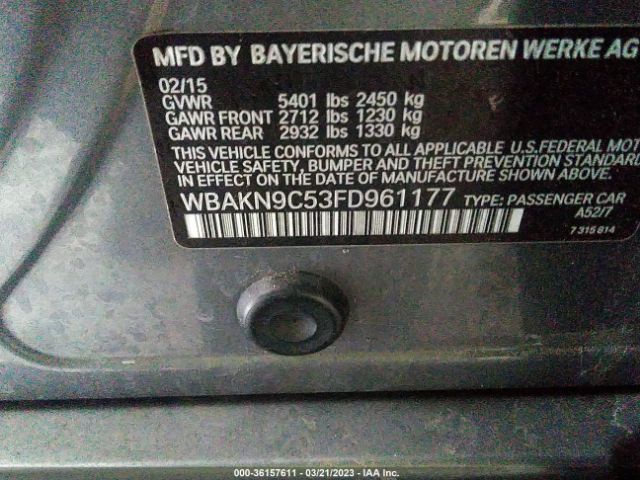 MFD BY BAYERISCHE MOTOREN WERKE AG
02/15
GVWR 5401 lbs 2450 kg
GAWR FRONT 2712 lbs 1230 kg
GAWR REAR 2932 lbs 1330 kg
THIS VEHICLE CONFORMS TO ALL APPLICABLE U.S.FEDERAL MOT
VEHICLE SAFETY, BUMPER AND THEFT PREVENTION STANDARD
IN EFFECT ON THE DATE OF MANUFACTURE SHOWN ABOVE.
WBAKN9C53FD961177 TYPE: PASSENGER CAR
A52/7
7 315 814
000-36157611 - 03/21/2023 - IAA Inc.